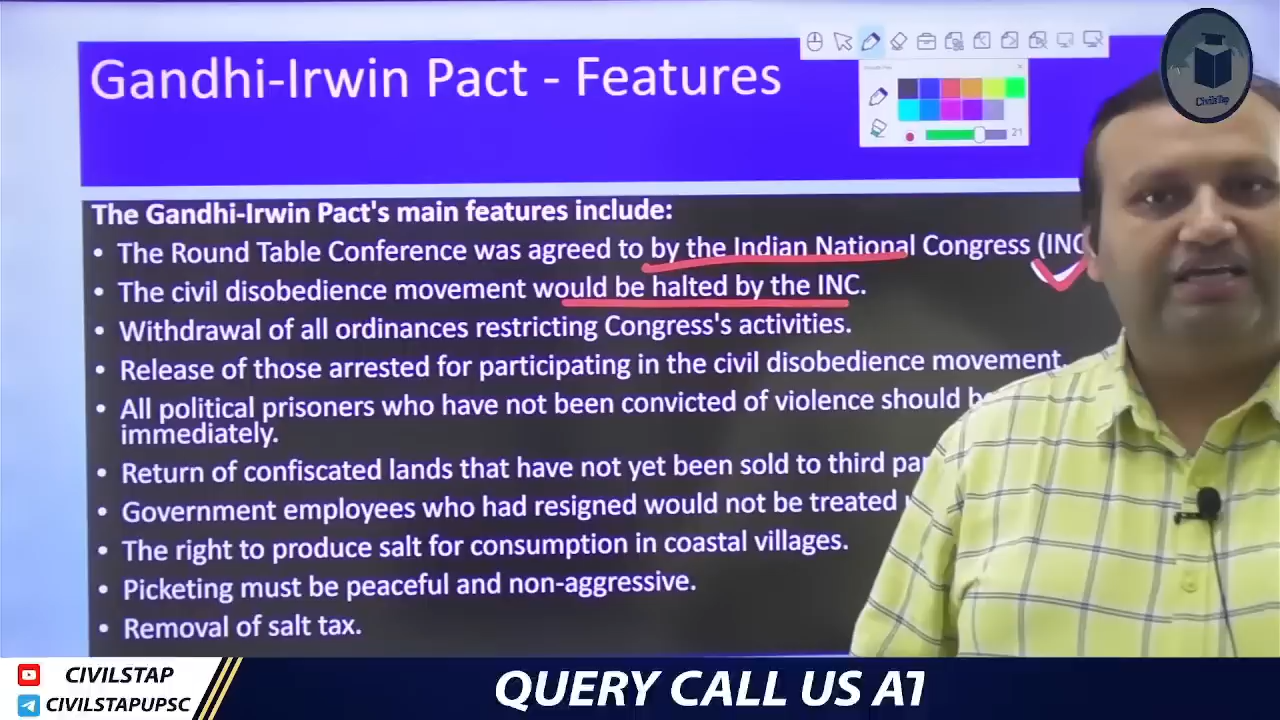 Gandhi-Irwin Pact - Features
21
CivilsTap
The Gandhi-Irwin Pact's main features include:
• The Round Table Conference was agreed to by the Indian National Congress (INC
• The civil disobedience movement would be halted by the INC.
• Withdrawal of all ordinances restricting Congress's activities.
• Release of those arrested for participating in the civil disobedience movement.
• All political prisoners who have not been convicted of violence should
immediately.
• Return of confiscated lands that have not yet been sold to third
• Government employees who had resigned would not be treated
• The right to produce salt for consumption in coastal villages.
• Picketing must be peaceful and non-aggressive.
• Removal of salt tax.
CIVILSTAP
CIVILSTAPUPSC
QUERY CALL US AT